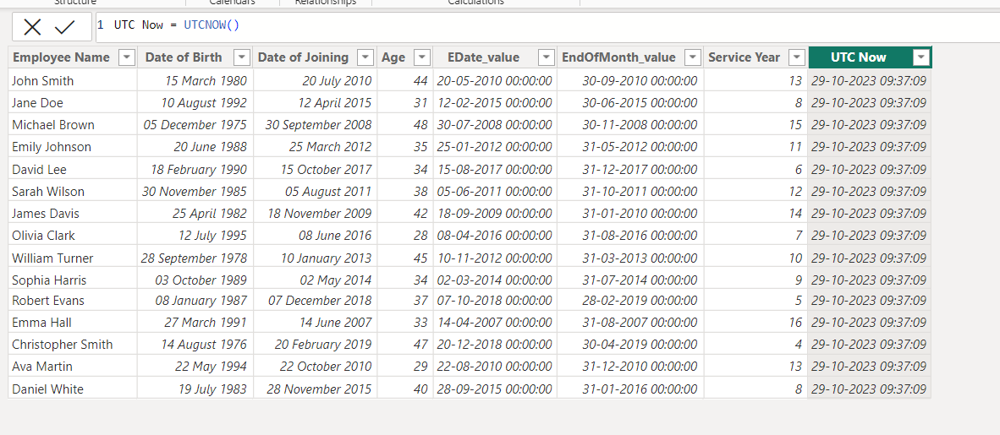 Structure Calendars Relationships Calculations
1 UTC Now = UTCNOW()
Employee Name Date of Birth Date of Joining Age EDate_value EndOfMonth_value Service Year UTC Now
John Smith 15 March 1980 20 July 2010 44 20-05-2010 00:00:00 30-09-2010 00:00:00 13 29-10-2023 09:37:09
Jane Doe 10 August 1992 12 April 2015 31 12-02-2015 00:00:00 30-06-2015 00:00:00 8 29-10-2023 09:37:09
Michael Brown 05 December 1975 30 September 2008 48 30-07-2008 00:00:00 30-11-2008 00:00:00 15 29-10-2023 09:37:09
Emily Johnson 20 June 1988 25 March 2012 35 25-01-2012 00:00:00 31-05-2012 00:00:00 11 29-10-2023 09:37:09
David Lee 18 February 1990 15 October 2017 34 15-08-2017 00:00:00 31-12-2017 00:00:00 6 29-10-2023 09:37:09
Sarah Wilson 30 November 1985 05 August 2011 38 05-06-2011 00:00:00 31-10-2011 00:00:00 12 29-10-2023 09:37:09
James Davis 25 April 1982 18 November 2009 42 18-09-2009 00:00:00 31-01-2010 00:00:00 14 29-10-2023 09:37:09
Olivia Clark 12 July 1995 08 June 2016 28 08-04-2016 00:00:00 31-08-2016 00:00:00 7 29-10-2023 09:37:09
William Turner 28 September 1978 10 January 2013 45 10-11-2012 00:00:00 31-03-2013 00:00:00 10 29-10-2023 09:37:09
Sophia Harris 03 October 1989 02 May 2014 34 02-03-2014 00:00:00 31-07-2014 00:00:00 9 29-10-2023 09:37:09
Robert Evans 08 January 1987 07 December 2018 37 07-10-2018 00:00:00 28-02-2019 00:00:00 5 29-10-2023 09:37:09
Emma Hall 27 March 1991 14 June 2007 33 14-04-2007 00:00:00 31-08-2007 00:00:00 16 29-10-2023 09:37:09
Christopher Smith 14 August 1976 20 February 2019 47 20-12-2018 00:00:00 30-04-2019 00:00:00 4 29-10-2023 09:37:09
Ava Martin 22 May 1994 22 October 2010 29 22-08-2010 00:00:00 31-12-2010 00:00:00 13 29-10-2023 09:37:09
Daniel White 19 July 1983 28 November 2015 40 28-09-2015 00:00:00 31-01-2016 00:00:00 8 29-10-2023 09:37:09